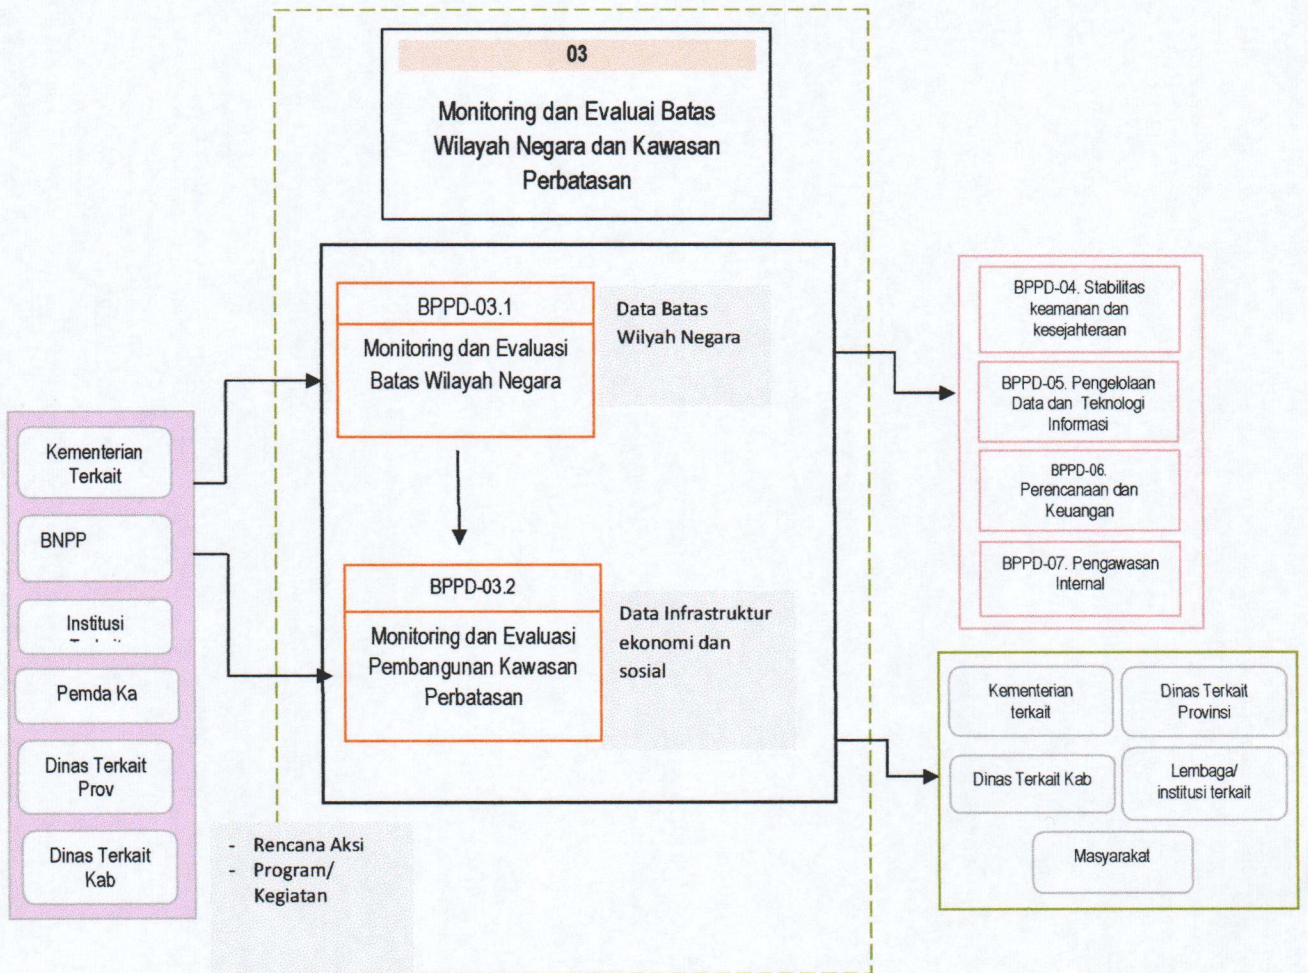 03
Monitoring dan Evaluai Batas
Wilayah Negara dan Kawasan
Perbatasan
BPPD-03.1
Monitoring dan Evaluasi
Batas Wilayah Negara
Data Batas
Wilyah Negara
BPPD-03.2
Monitoring dan Evaluasi
Pembangunan Kawasan
Perbatasan
Data Infrastruktur
ekonomi dan
sosial
Kementerian
Terkait
BNPP
Institusi
Pemda Ka
Dinas Terkait
Prov
Dinas Terkait
Kab
- Rencana Aksi
- Program/
Kegiatan
BPPD-04. Stabilitas
keamanan dan
kesejahteraan
BPPD-05. Pengelolaan
Data dan Teknologi
Informasi
BPPD-06.
Perencanaan dan
Keuangan
BPPD-07. Pengawasan
Internal
Kementerian
terkait
Dinas Terkait
Provinsi
Dinas Terkait Kab
Lembaga/
institusi terkait
Masyarakat